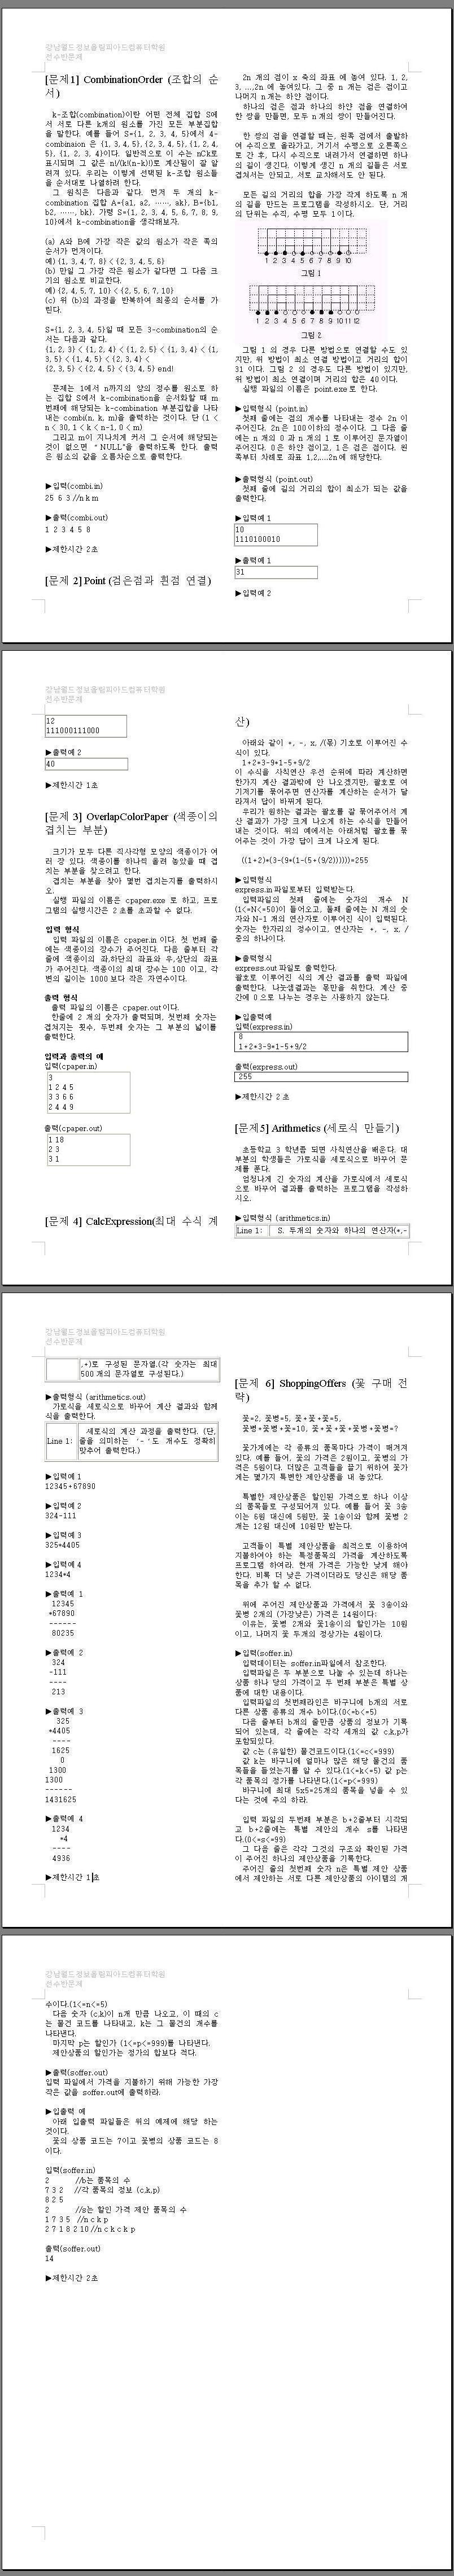 강남월드정보올림피아드컴퓨터학원
선수반문제
[문제1] CombinationOrder (조합의 순
서)
k-조합(combination)이란 어떤 전체 집합 S에
서 서로 다른 k개의 원소를 가진 모든 부분집합
을 말한다. 예를 들어 S={1, 2, 3, 4, 5}에서 4-
combinaion 은 {1, 3, 4, 5}, {2, 3, 4, 5}, {1, 2, 4,
5}, {1, 2, 3, 4}이다. 일반적으로 이 수는 nCk로
표시되며 그 값은 n!/(k!(n-k)!)로 계산됨이 잘 알
려져 있다. 우리는 이렇게 선택된 k-조합 원소들
을 순서대로 나열하려 한다.
그 원칙은 다음과 같다. 먼저 두 개의 k-
combination 집합 A={a1, a2, ……, ak}, B={b1,
b2, ……, bk}. 가령 S={1, 2, 3, 4, 5, 6, 7, 8, 9,
10}에서 k-combination을 생각해보자.
(a) A와 B에 가장 작은 값의 원소가 작은 쪽의
순서가 먼저이다.
예) {1, 3, 4, 7, 8} < {2, 3, 4, 5, 6}
(b) 만일 그 가장 작은 원소가 같다면 그 다음 크
기의 원소로 비교한다.
예) {2, 4, 5, 7, 10} < {2, 5, 6, 7, 10}
(c) 위 (b)의 과정을 반복하여 최종의 순서를 가
린다.
S={1, 2, 3, 4, 5}일 때 모든 3-combination의 순
서는 다음과 같다.
{1, 2, 3} < {1, 2, 4} < {1, 2, 5} < {1, 3, 4} < {1,
3, 5} < {1, 4, 5} < {2, 3, 4} <
{2, 3, 5} < {2, 4, 5} < {3, 4, 5} end!
문제는 1에서 n까지의 양의 정수를 원소로 하
는 집합 S에서 k-combination을 순서화할 때 m
번째에 해당되는 k-combination 부분집합을 나타
내는 combi(n, k, m)을 계산하는 것이다. 단 (1 <
n < 30, 1 < k < n-1, 0 < m)
그리고 m이 지나치게 커서 그 순서에 해당되는
것이 없으면 "NULL"을 출력하도록 한다. 출력
은 원소의 값을 오름차순으로 출력한다.
▶입력(combi.in)
25 6 3 //n k m
▶출력(combi.out)
1 2 3 4 5 8
▶제한시간 2초
[문제 2] Point (검은점과 흰점 연결)
2n 개의 점이 x 축의 좌표 에 놓여 있다. 1, 2,
3, ...,2n 에 놓여있다. 그 중 n개는 검은 점이고
나머지 n개는 하얀 점이다.
하나의 검은 점과 하나의 하얀 점을 연결하여
한 쌍을 만들면, 모두 n개의 쌍이 만들어진다.
한 쌍의 점을 연결할 때는, 왼쪽 점에서 출발하
여 수직으로 올라가고, 거기서 수평으로 오른쪽으
로 간 후, 다시 수직으로 내려가서 연결하면 하나
의 길이 생긴다. 이렇게 생긴 n 개의 길들은 서로
겹쳐서는 안되고, 서로 교차해서도 안 된다.
모든 길의 거리의 합을 가장 작게 하도록 n 개
의 길을 만드는 프로그램을 작성하시오. 단, 거리
의 단위는 수직, 수평 모두 1 이다.
1 2 3 4 5 6 7 8 9 10
그림 1
1 2 3 4 5 6 7 8 9 10 11 12
그림 2
그림 1 의 경우 다른 방법으로 연결할 수도 있
지만, 위 방법이 최소 연결 방법이고 거리의 합이
31 이다. 그림 2 의 경우도 다른 방법이 있지만,
위 방법이 최소 연결이며 거리의 합은 40 이다.
실행 파일의 이름은 point.exe 로 한다.
▶입력형식 (point.in)
첫째 줄에는 점의 개수를 나타내는 정수 2n 이
주어진다. 2n은 100이하의 정수이다. 그 다음 줄
에는 n 개의 0 과 n 개의 1 로 이루어진 문자열이
주어진다. 0 은 하얀 점이고, 1 은 검은 점이다. 왼
쪽부터 차례로 좌표 1,2,...,2n 에 해당한다.
▶출력형식 (point.out)
첫째 줄에 길의 거리의 합이 최소가 되는 값을
출력한다.
▶입력예 1
10
1110100010
▶출력예 1
31
▶입력예 2
강남월드정보올림피아드컴퓨터학원
선수반문제
12
111000111000
▶출력예 2
40
▶제한시간 1초
[문제 3] OverlapColorPaper (색종이의
겹치는 부분)
크기가 모두 다른 직사각형 모양의 색종이가 여
러 장 있다. 색종이를 하나씩 올려 놓았을 때 겹
치는 부분을 찾으려고 한다.
겹치는 부분을 찾아 몇번 겹치는지를 출력하시
오.
실행 파일의 이름은 cpaper.exe 로 하고, 프로
그램의 실행시간은 2 초를 초과할 수 없다.
입력 형식
입력 파일의 이름은 cpaper.in 이다. 첫 번째 줄
에는 색종이의 장수가 주어진다. 다음 줄부터 각
줄에 색종이의 좌,하단의 좌표와 우,상단의 좌표
가 주어진다. 색종이의 최대 장수는 100 이고, 각
변의 길이는 1000 보다 작은 자연수이다.
출력 형식
출력 파일의 이름은 cpaper.out 이다.
한줄에 2 개의 숫자가 출력되며, 첫번째 숫자는
겹쳐지는 횟수, 두번째 숫자는 그 부분의 넓이를
출력한다.
입력과 출력의 예
입력(cpaper.in)
3
1 2 4 5
3 3 6 6
2 4 4 9
출력(cpaper.out)
1 18
2 3
3 1
[문제 4] CalcExpression(최대 수식 계
산)
아래와 같이 +, -, x, /(몫) 기호로 이루어진 수
식이 있다.
1+2*3-9*1-5+9/2
이 수식을 사칙연산 우선 순위에 따라 계산하면
한가지 계산 결과밖에 안 나오겠지만, 괄호로 여
기저기를 묶어주면 연산자를 계산하는 순서가 달
라져서 답이 바뀌게 된다.
우리가 원하는 결과는 괄호를 잘 묶어주어서 계
산 결과가 가장 크게 나오게 하는 수식을 만들어
내는 것이다. 위의 예에서는 아래처럼 괄호를 묶
어주는 것이 가장 답이 크게 나오게 된다.
((1+2)*(3-(9*(1-(5+(9/2))))))=255
▶입력형식
express.in 파일로부터 입력받는다.
입력파일의 첫째 줄에는 숫자의 개수 N
(1<=N<=50)이 들어오고, 둘째 줄에는 N 개의 숫
자와 N-1 개의 연산자로 이루어진 식이 입력된다.
숫자는 한자리의 정수이고, 연산자는 +, -, x, /
중의 하나이다.
▶출력형식
express.out 파일로 출력한다.
괄호로 이루어진 식의 계산 결과를 출력 파일에
출력한다. 나눗셈결과는 몫만을 취한다. 계산 중
간에 0 으로 나누는 경우는 사용하지 않는다.
▶입출력예
입력(express.in)
8
1+2*3-9*1-5+9/2
출력(express.out)
255
▶제한시간 2 초
[문제5] Arithmetics (세로식 만들기)
초등학교 3 학년쯤 되면 사칙연산을 배운다. 대
부분의 학생들은 가로식을 세로식으로 바꾸어 문
제를 푼다.
엄청나게 긴 숫자의 계산을 가로식에서 세로식
으로 바꾸어 결과를 출력하는 프로그램을 작성하
시오.
▶입력형식 (arithmetics.in)
Line 1: S. 두개의 숫자와 하나의 연산자(+,-
강남월드정보올림피아드컴퓨터학원
선수반문제
,*)로 구성된 문자열.(각 숫자는 최대
500 개의 문자열로 구성된다.)
▶출력형식 (arithmetics.out)
가로식을 세로식으로 바꾸어 계산 결과와 함께
식을 출력한다.
세로식의 계산 과정을 출력한다. (단,
Line 1: 줄을 의미하는 '-'도 개수도 정확히
맞추어 출력한다.)
▶입력예 1
12345+67890
▶입력예 2
324-111
▶입력예 3
325*4405
▶입력예 4
1234*4
▶출력예 1
12345
+67890
------
80235
▶출력예 2
324
-111
----
213
▶출력예 3
325
*4405
----
1625
0
1300
1300
------
1431625
▶출력예 4
1234
*4
----
4936
▶제한시간 1초
[문제 6] ShoppingOffers (꽃 구매 전
략)
꽃=2, 꽃병=5, 꽃+꽃+꽃=5,
꽃병+꽃병+꽃=10, 꽃+꽃+꽃+꽃병+꽃병=?
꽃가게에는 각 종류의 품목마다 가격이 매겨져
있다. 예를 들어, 꽃의 가격은 2원이고, 꽃병의 가
격은 5원이다. 더많은 고객들을 끌기 위하여 꽃가
게는 몇가지 특변한 제안상품을 내 놓았다.
특별한 제안상품은 할인된 가격으로 하나 이상
의 품목들로 구성되어져 있다. 예를 들어 꽃 3송
이는 6원 대신에 5원만, 꽃 1송이와 함께 꽃병 2
개는 12원 대신에 10원만 받는다.
고객들이 특별 제안상품을 최적으로 이용하여
지불하여야 하는 특정품목의 가격을 계산하도록
프로그램 하여라. 현재 가격은 가능한 낮게 해야
한다. 비록 더 낮은 가격이더라도 당신은 해당 품
목을 추가 할 수 없다.
위에 주어진 제안상품과 가격에서 꽃 3송이와
꽃병 2개의 (가장낮은) 가격은 14원이다:
이유는, 꽃병 2개와 꽃1송이의 할인가는 10원
이고, 나머지 꽃 두개의 정상가는 4원이다.
▶입력(soffer.in)
입력데이터는 soffer.in파일에서 참조한다.
입력파일은 두 부분으로 나눌 수 있는데 하나는
상품 하나 당의 가격이고 두 번째 부분은 특별 상
품에 대한 내용이다.
입력파일의 첫번째라인은 바구니에 b개의 서로
다른 상품 종류의 개수 b이다.(0<=b<=5)
다음 줄부터 b개의 줄만큼 상품의 정보가 기록
되어 있는데, 각 줄에는 각각 세개의 값 c,k,p가
포함되있다.
값 c는 (유일한) 물건코드이다.(1<=c<=999)
값 k는 바구니에 얼마나 많은 해당 물건의 품
목들을 들었는지를 알 수 있다.(1<=k<=5) 값 p는
각 품목의 정가를 나타낸다.(1<=p<=999)
바구니에 최대 5x5=25개의 품목을 넣을 수 있
다는 것에 주의 하라.
입력 파일의 두번째 부분은 b+2줄부터 시작되
고 b+2줄에는 특별 제안의 개수 s를 나타낸
다.(0<=s<=99)
그 다음 줄은 각각 그것의 구조와 확인된 가격
이 주어진 하나의 제안상품을 기록한다.
주어진 줄의 첫번째 숫자 n은 특별 제안 상품
에서 제안하는 서로 다른 제안상품의 아이템의 개
강남월드정보올림피아드컴퓨터학원
선수반문제
수이다.(1<=n<=5)
다음 숫자 (c,k)이 n개 만큼 나오고, 이 때의 c
는 물건 코드를 나타내고, k는 그 물건의 개수를
나타낸다.
마지막 p는 할인가 (1<=p<=999)를 나타낸다.
제안상품의 할인가는 정가의 합보다 적다.
▶출력(soffer.out)
입력 파일에서 가격을 지불하기 위해 가능한 가장
작은 값을 soffer.out에 출력하라.
▶입출력 예
아래 입출력 파일들은 위의 예제에 해당 하는
것이다.
꽃의 상품 코드는 7이고 꽃병의 상품 코드는 8
이다.
입력(soffer.in)
2 //b는 품목의 수
7 3 2 //각 품목의 정보 (c,k,p)
8 2 5
2 //s는 할인 가격 제안 품목의 수
1 7 3 5 //n c k p
2 7 1 8 2 10 //n c k c k p
출력(soffer.out)
14
▶제한시간 2초